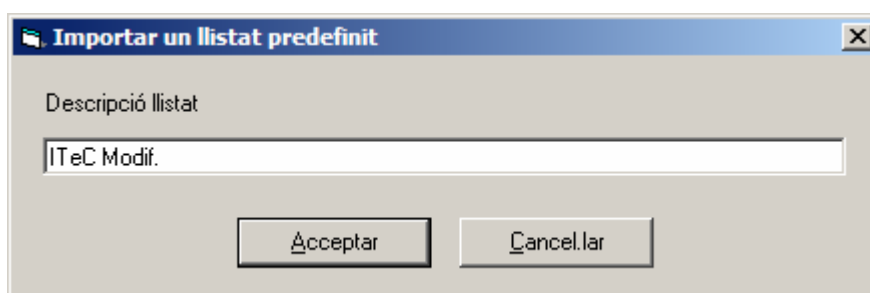 Importar un llistat predefinit
Descripció llistat
ITeC Modif.
Acceptar
Cancel.lar